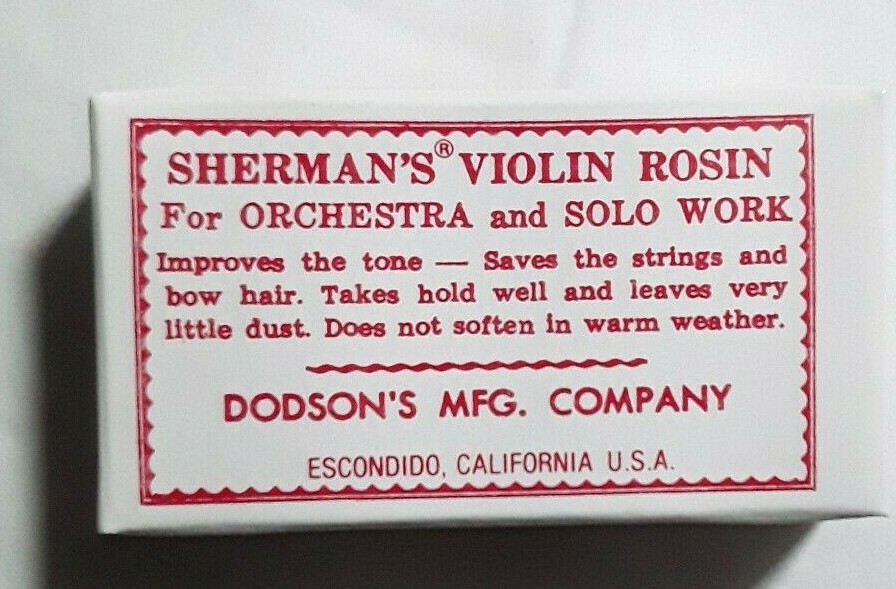 SHERMAN'S® VIOLIN ROSIN
For ORCHESTRA and SOLO WORK
Improves the tone — Saves the strings and
bow hair. Takes hold well and leaves very
little dust. Does not soften in warm weather.
DODSON'S MFG. COMPANY
ESCONDIDO, CALIFORNIA U.S.A.